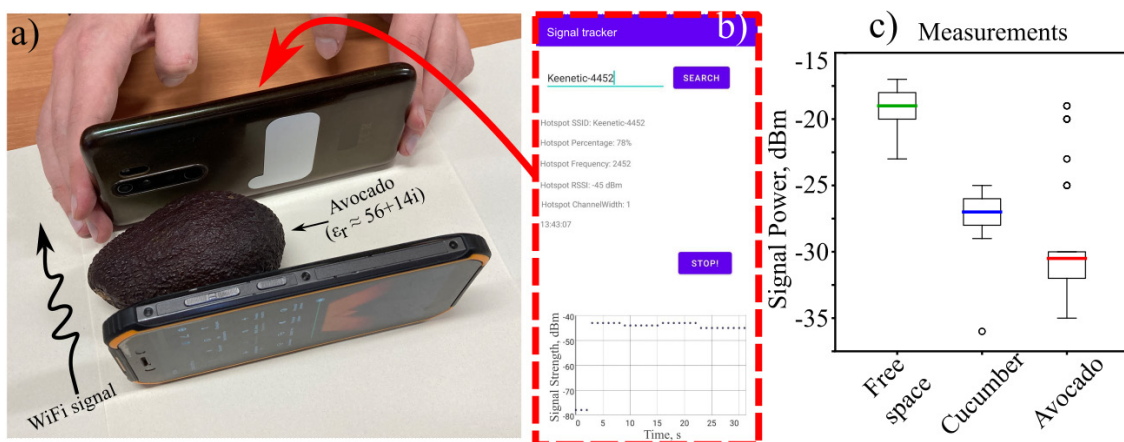 a)
Avocado
(εr ≈ 56+14i)
WiFi signal
b)
Signal tracker
Keenetic-4452
SEARCH
Hotspot SSID: Keenetic-4452
Hotspot Percentage: 78%
Hotspot Frequency: 2452
Hotspot RSSI: -45 dBm
Hotspot ChannelWidth: 1
13:43:07
STOP!
Signal Strength, dBm
-40
-50
-60
-70
-80
0 5 10 15 20 25 30
Time, s
c) Measurements
Signal Power, dBm
-15
-20
-25
-30
-35
Free
space
Cucumber
Avocado